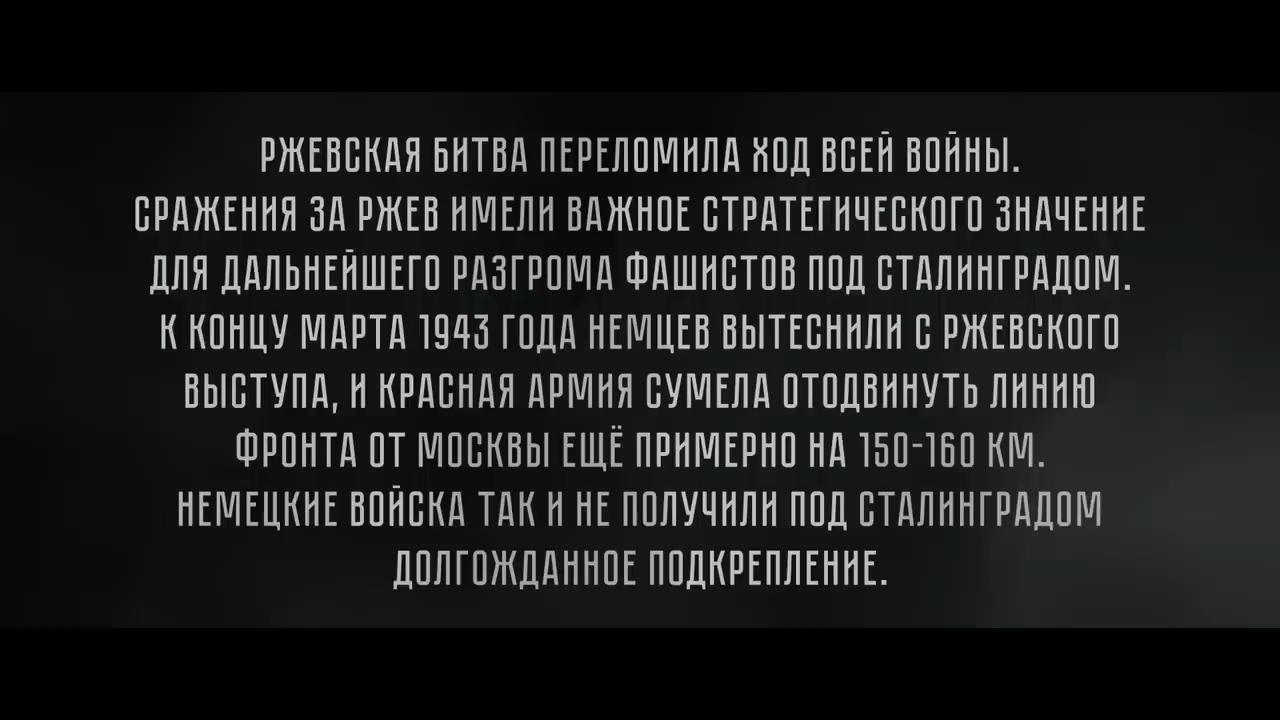 РЖЕВСКАЯ БИТВА ПЕРЕЛОМИЛА ХОД ВСЕЙ ВОЙНЫ.
СРАЖЕНИЯ ЗА РЖЕВ ИМЕЛИ ВАЖНОЕ СТРАТЕГИЧЕСКОГО ЗНАЧЕНИЕ
ДЛЯ ДАЛЬНЕЙШЕГО РАЗГРОМА ФАШИСТОВ ПОД СТАЛИНГРАДОМ.
К КОНЦУ МАРТА 1943 ГОДА НЕМЦЕВ ВЫТЕСНИЛИ С РЖЕВСКОГО
ВЫСТУПА, И КРАСНАЯ АРМИЯ СУМЕЛА ОТОДВИНУТЬ ЛИНИЮ
ФРОНТА ОТ МОСКВЫ ЕЩЁ ПРИМЕРНО НА 150-160 КМ.
НЕМЕЦКИЕ ВОЙСКА ТАК И НЕ ПОЛУЧИЛИ ПОД СТАЛИНГРАДОМ
ДОЛГОЖДАННОЕ ПОДКРЕПЛЕНИЕ.